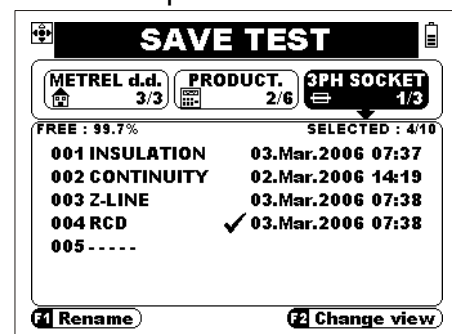 SAVE TEST
METREL d.d. PRODUCT. 3PH SOCKET
3/3 2/6 1/3
FREE : 99.7% SELECTED : 4/10
001 INSULATION 03.Mar.2006 07:37
002 CONTINUITY 02.Mar.2006 14:19
003 Z-LINE 03.Mar.2006 07:38
004 RCD 03.Mar.2006 07:38
005 - - - - -
F1 Rename F2 Change view